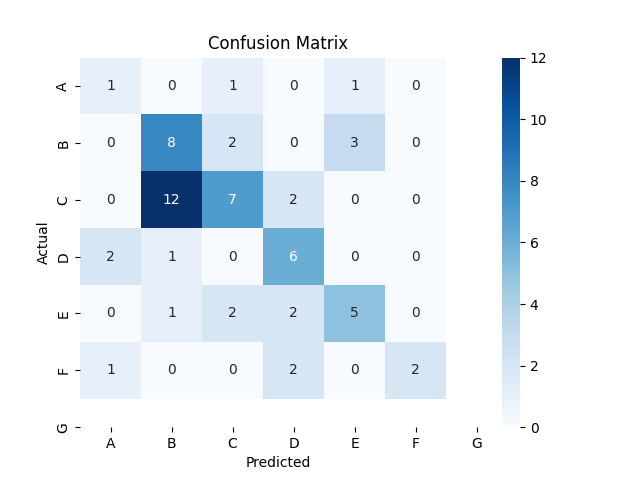 Confusion Matrix
A 1 0 1 0 1 0
B 0 8 2 0 3 0
C 0 12 7 2 0 0
D 2 1 0 6 0 0
E 0 1 2 2 5 0
F 1 0 0 2 0 2
G
A B C D E F G
Predicted
Actual
12
10
8
6
4
2
0